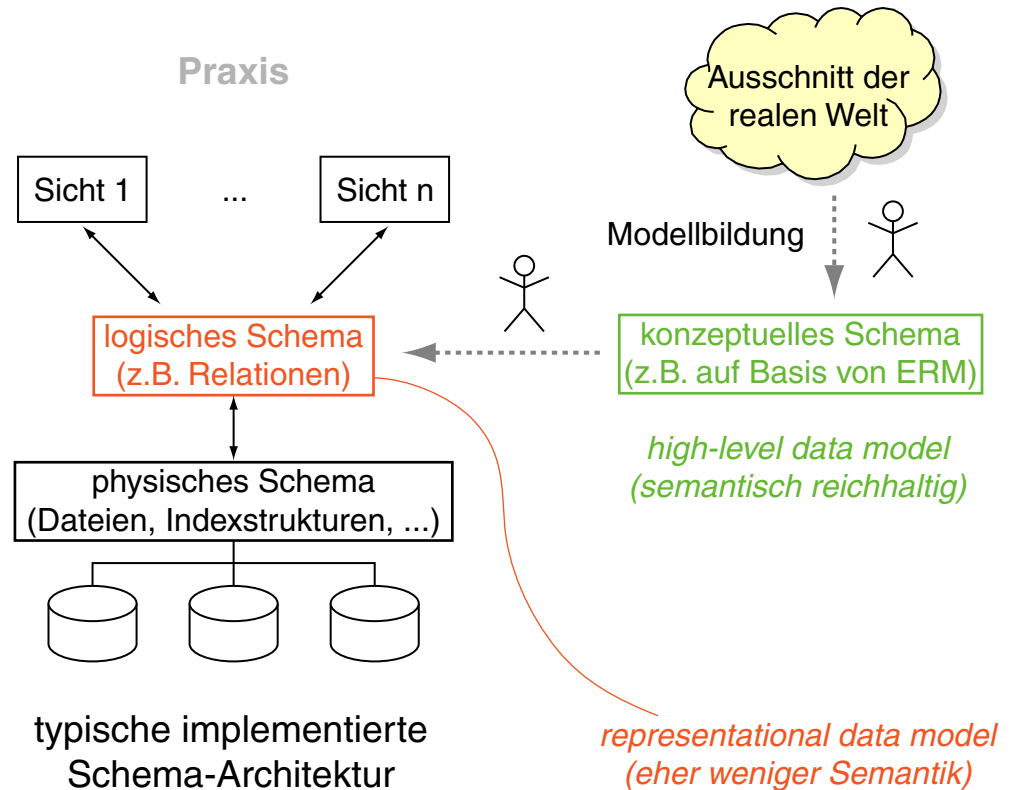 Praxis
Ausschnitt der
realen Welt
Sicht 1
...
Sicht n
Modellbildung
logisches Schema
(z.B. Relationen)
konzeptuelles Schema
(z.B. auf Basis von ERM)
high-level data model
(semantisch reichhaltig)
physisches Schema
(Dateien, Indexstrukturen, ...)
typische implementierte
Schema-Architektur
representational data model
(eher weniger Semantik)